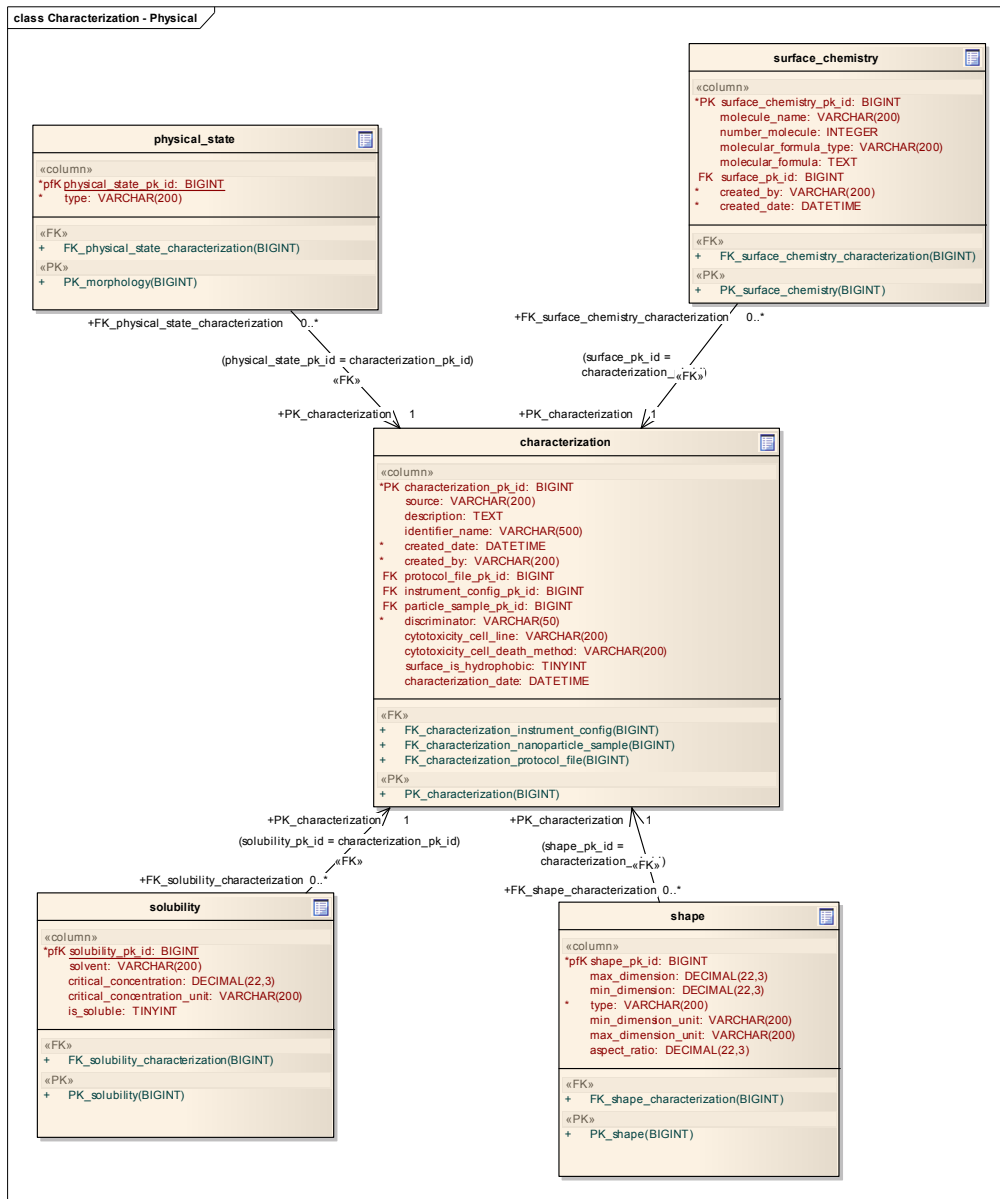 class Characterization - Physical
surface_chemistry
«column»
*PK surface_chemistry_pk_id: BIGINT
molecule_name: VARCHAR(200)
number_molecule: INTEGER
molecular_formula_type: VARCHAR(200)
molecular_formula: TEXT
FK surface_pk_id: BIGINT
* created_by: VARCHAR(200)
* created_date: DATETIME
«FK»
+ FK_surface_chemistry_characterization(BIGINT)
«PK»
+ PK_surface_chemistry(BIGINT)
physical_state
«column»
*pfK physical_state_pk_id: BIGINT
* type: VARCHAR(200)
«FK»
+ FK_physical_state_characterization(BIGINT)
«PK»
+ PK_morphology(BIGINT)
+FK_physical_state_characterization 0..*
(physical_state_pk_id = characterization_pk_id)
«FK»
+PK_characterization 1
+FK_surface_chemistry_characterization 0..*
(surface_pk_id =
characterization_
«FK»
+PK_characterization 1
characterization
«column»
*PK characterization_pk_id: BIGINT
source: VARCHAR(200)
description: TEXT
identifier_name: VARCHAR(500)
* created_date: DATETIME
* created_by: VARCHAR(200)
FK protocol_file_pk_id: BIGINT
FK instrument_config_pk_id: BIGINT
FK particle_sample_pk_id: BIGINT
* discriminator: VARCHAR(50)
cytotoxicity_cell_line: VARCHAR(200)
cytotoxicity_cell_death_method: VARCHAR(200)
surface_is_hydrophobic: TINYINT
characterization_date: DATETIME
«FK»
+ FK_characterization_instrument_config(BIGINT)
+ FK_characterization_nanoparticle_sample(BIGINT)
+ FK_characterization_protocol_file(BIGINT)
«PK»
+ PK_characterization(BIGINT)
+PK_characterization 1
(solubility_pk_id = characterization_pk_id)
«FK»
+FK_solubility_characterization 0..*
+PK_characterization 1
(shape_pk_id =
characterization_
«FK»
+FK_shape_characterization 0..*
solubility
«column»
*pfK solubility_pk_id: BIGINT
solvent: VARCHAR(200)
critical_concentration: DECIMAL(22,3)
critical_concentration_unit: VARCHAR(200)
is_soluble: TINYINT
«FK»
+ FK_solubility_characterization(BIGINT)
«PK»
+ PK_solubility(BIGINT)
shape
«column»
*pfK shape_pk_id: BIGINT
max_dimension: DECIMAL(22,3)
min_dimension: DECIMAL(22,3)
* type: VARCHAR(200)
min_dimension_unit: VARCHAR(200)
max_dimension_unit: VARCHAR(200)
aspect_ratio: DECIMAL(22,3)
«FK»
+ FK_shape_characterization(BIGINT)
«PK»
+ PK_shape(BIGINT)